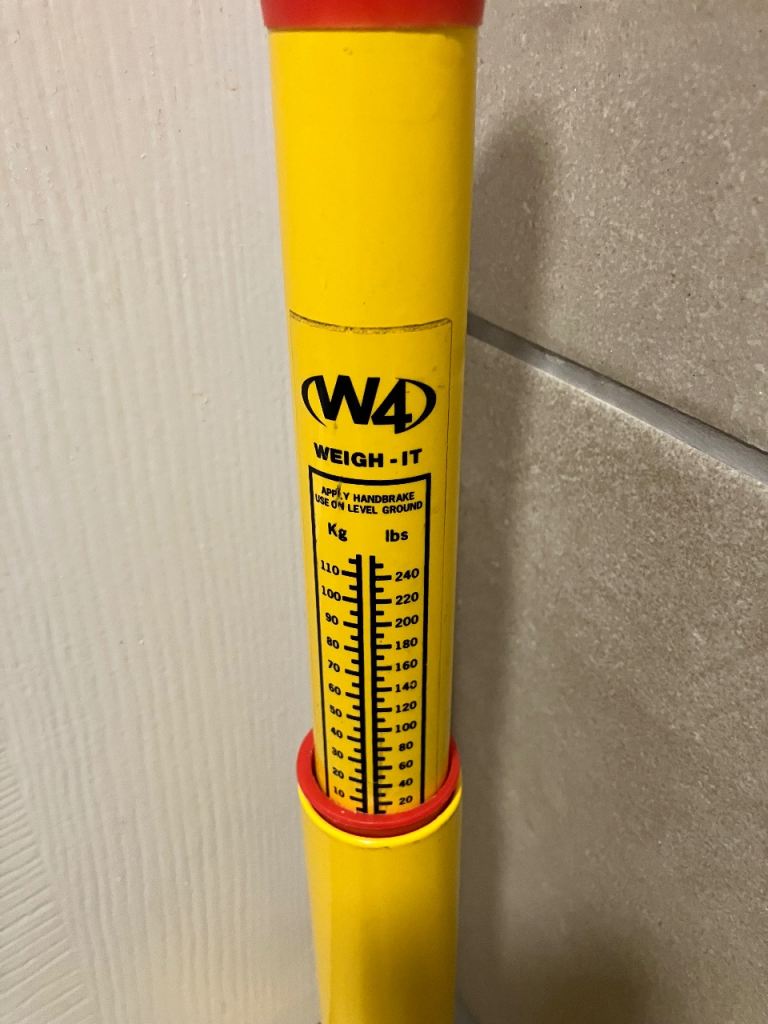 W4
WEIGH-IT
APPLY HANDBRAKE
USE ON LEVEL GROUND
Kg lbs
110 240
100 220
90 200
80 180
70 160
60 140
50 120
40 100
30 80
20 60
10 40
20